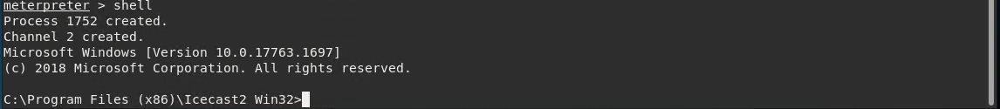 meterpreter > shell
Process 1752 created.
Channel 2 created.
Microsoft Windows [Version 10.0.17763.1697]
(c) 2018 Microsoft Corporation. All rights reserved.
C:\Program Files (x86)\Icecast2 Win32>